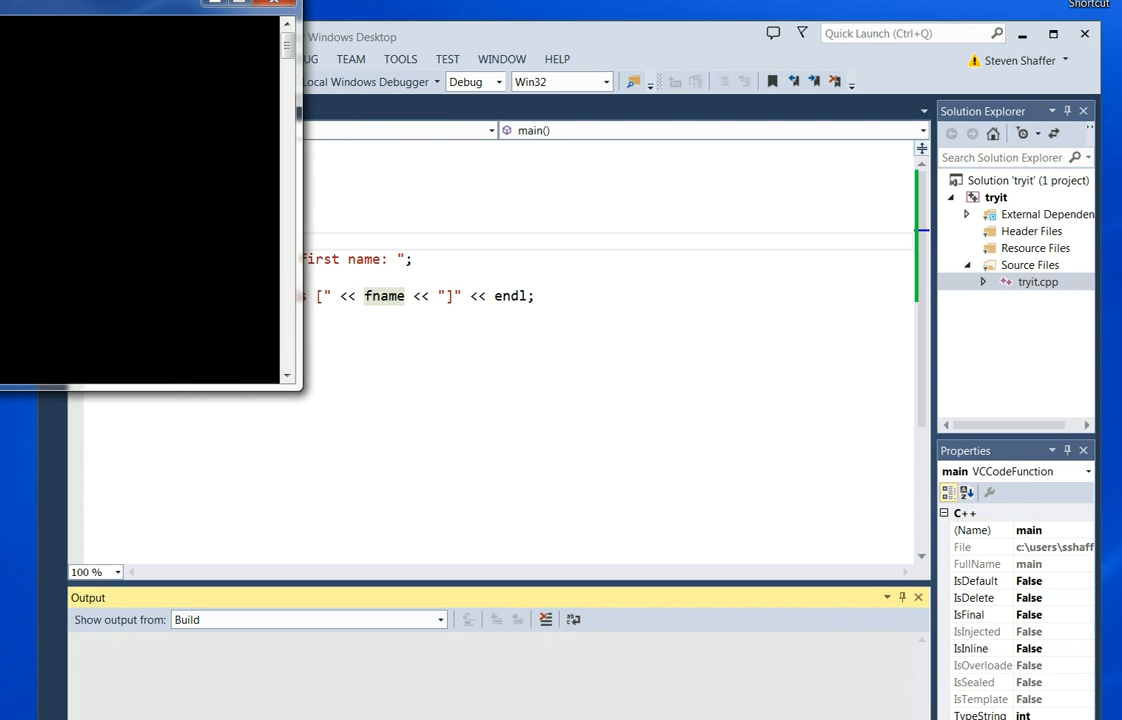 Shortcut
Windows Desktop
Quick Launch (Ctrl+Q)
UG TEAM TOOLS TEST WINDOW HELP
Steven Shaffer
Local Windows Debugger Debug Win32
main()
Solution Explorer
Search Solution Explorer
Solution 'tryit' (1 project)
tryit
External Dependen
Header Files
Resource Files
Source Files
tryit.cpp
first name: ";
s [" << fname << "]" << endl;
Properties
main VCCodeFunction
C++
(Name) main
File c:\users\sshaff
FullName main
IsDefault False
IsDelete False
IsFinal False
IsInjected False
IsInline False
IsOverloade False
IsSealed False
IsTemplate False
TypeString int
100 %
Output
Show output from: Build